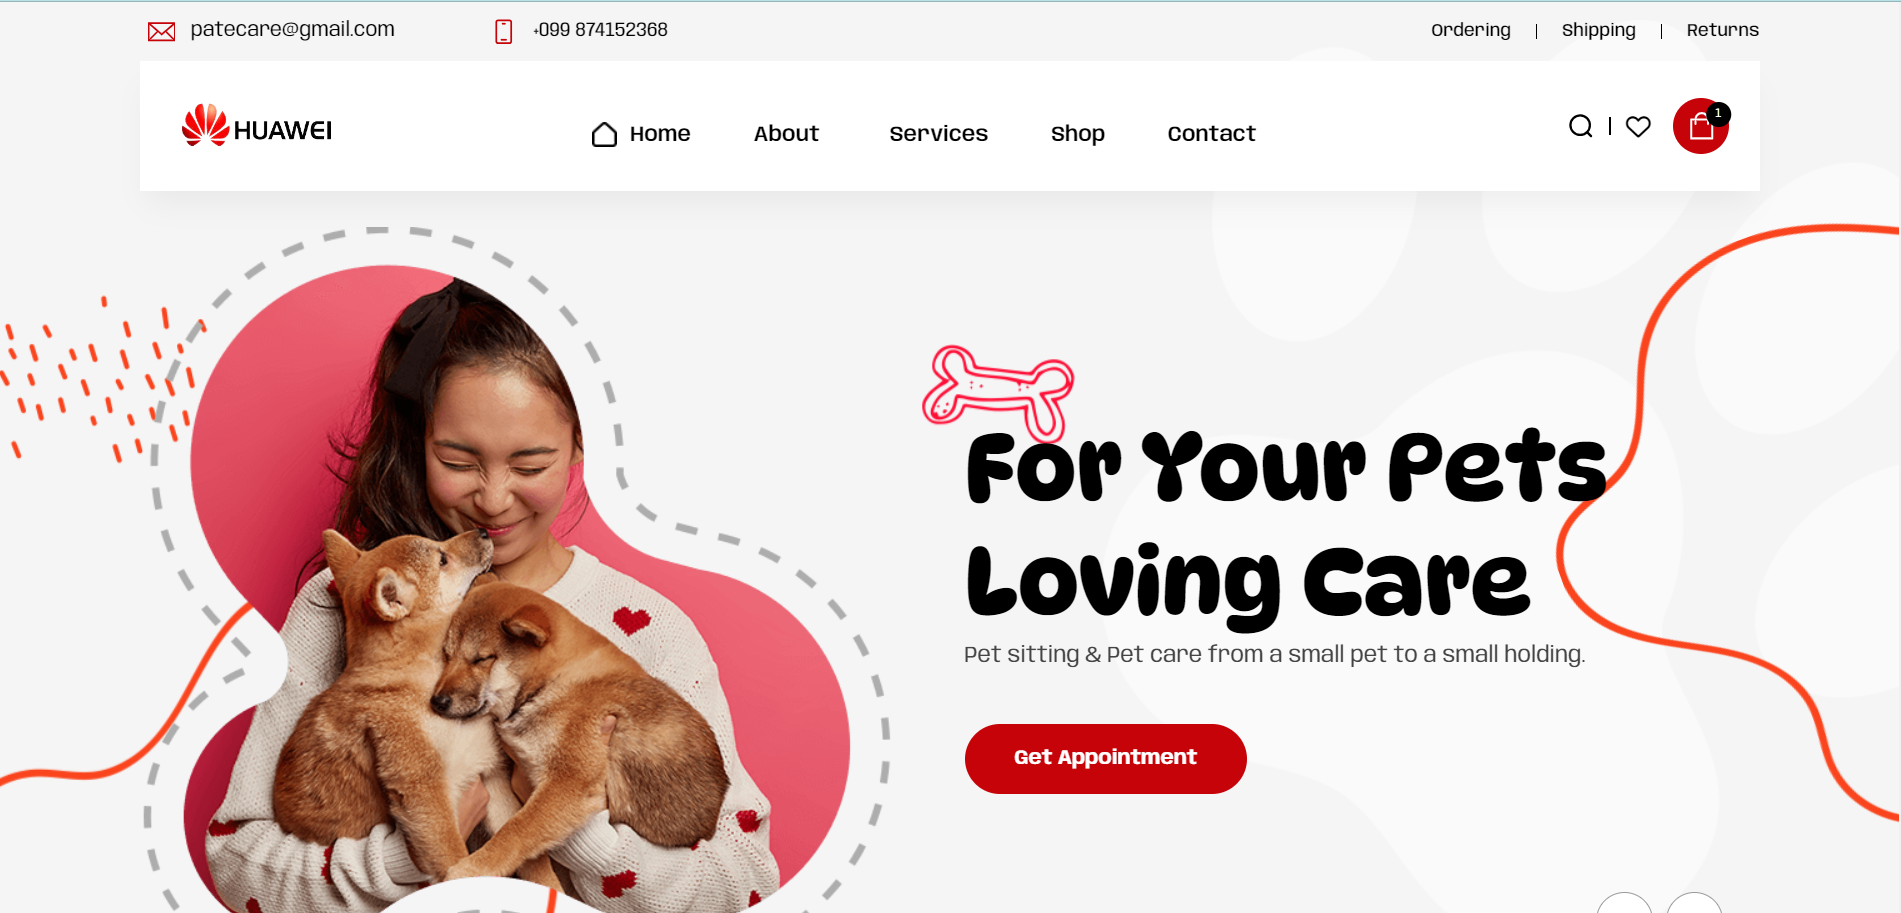 patecare@gmail.com
+099 874152368
Ordering | Shipping | Returns
HUAWEI
Home
About
Services
Shop
Contact
1
For Your Pets
Loving Care
Pet sitting & Pet care from a small pet to a small holding.
Get Appointment